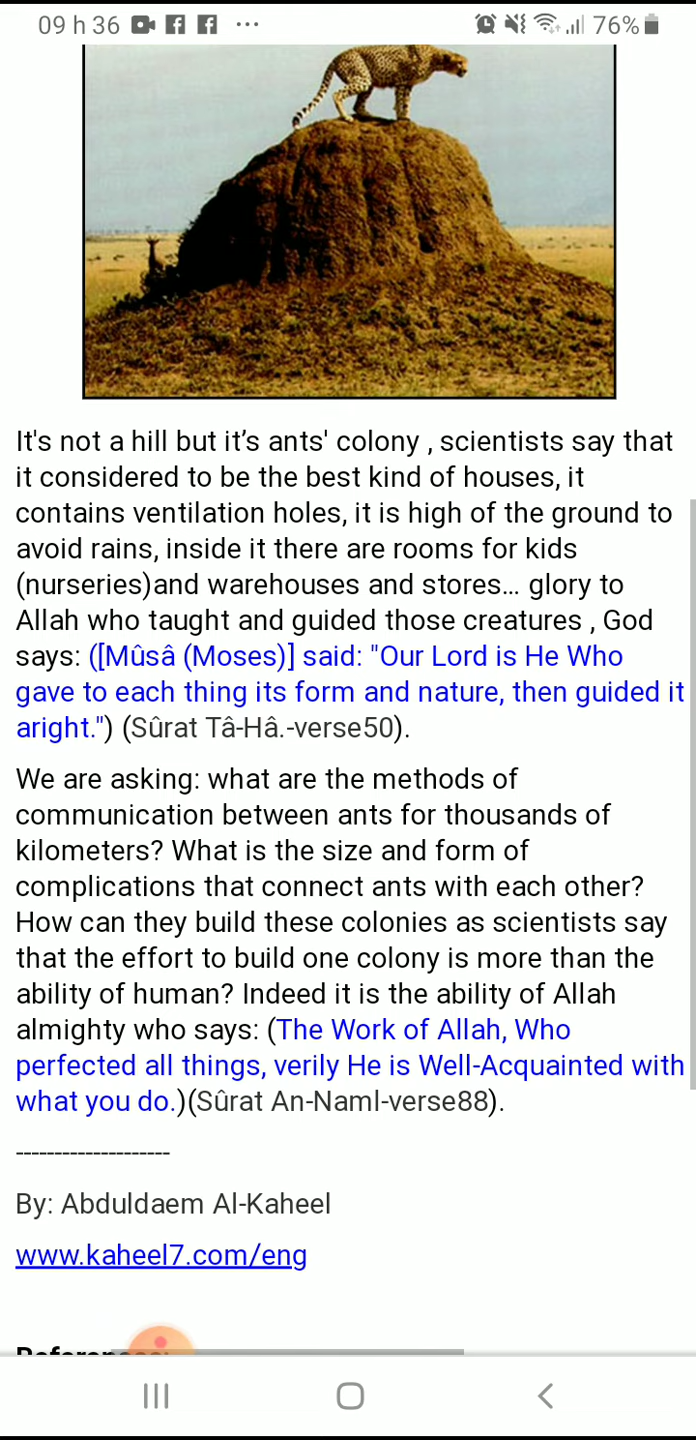 09 h 36
76%
It's not a hill but it’s ants' colony , scientists say that
it considered to be the best kind of houses, it
contains ventilation holes, it is high of the ground to
avoid rains, inside it there are rooms for kids
(nurseries)and warehouses and stores... glory to
Allah who taught and guided those creatures , God
says: ([Mûsâ (Moses)] said: "Our Lord is He Who
gave to each thing its form and nature, then guided it
aright.") (Sûrat Tâ-Hâ.-verse50).
We are asking: what are the methods of
communication between ants for thousands of
kilometers? What is the size and form of
complications that connect ants with each other?
How can they build these colonies as scientists say
that the effort to build one colony is more than the
ability of human? Indeed it is the ability of Allah
almighty who says: (The Work of Allah, Who
perfected all things, verily He is Well-Acquainted with
what you do.)(Sûrat An-Naml-verse88).
--------------------
By: Abduldaem Al-Kaheel
www.kaheel7.com/eng